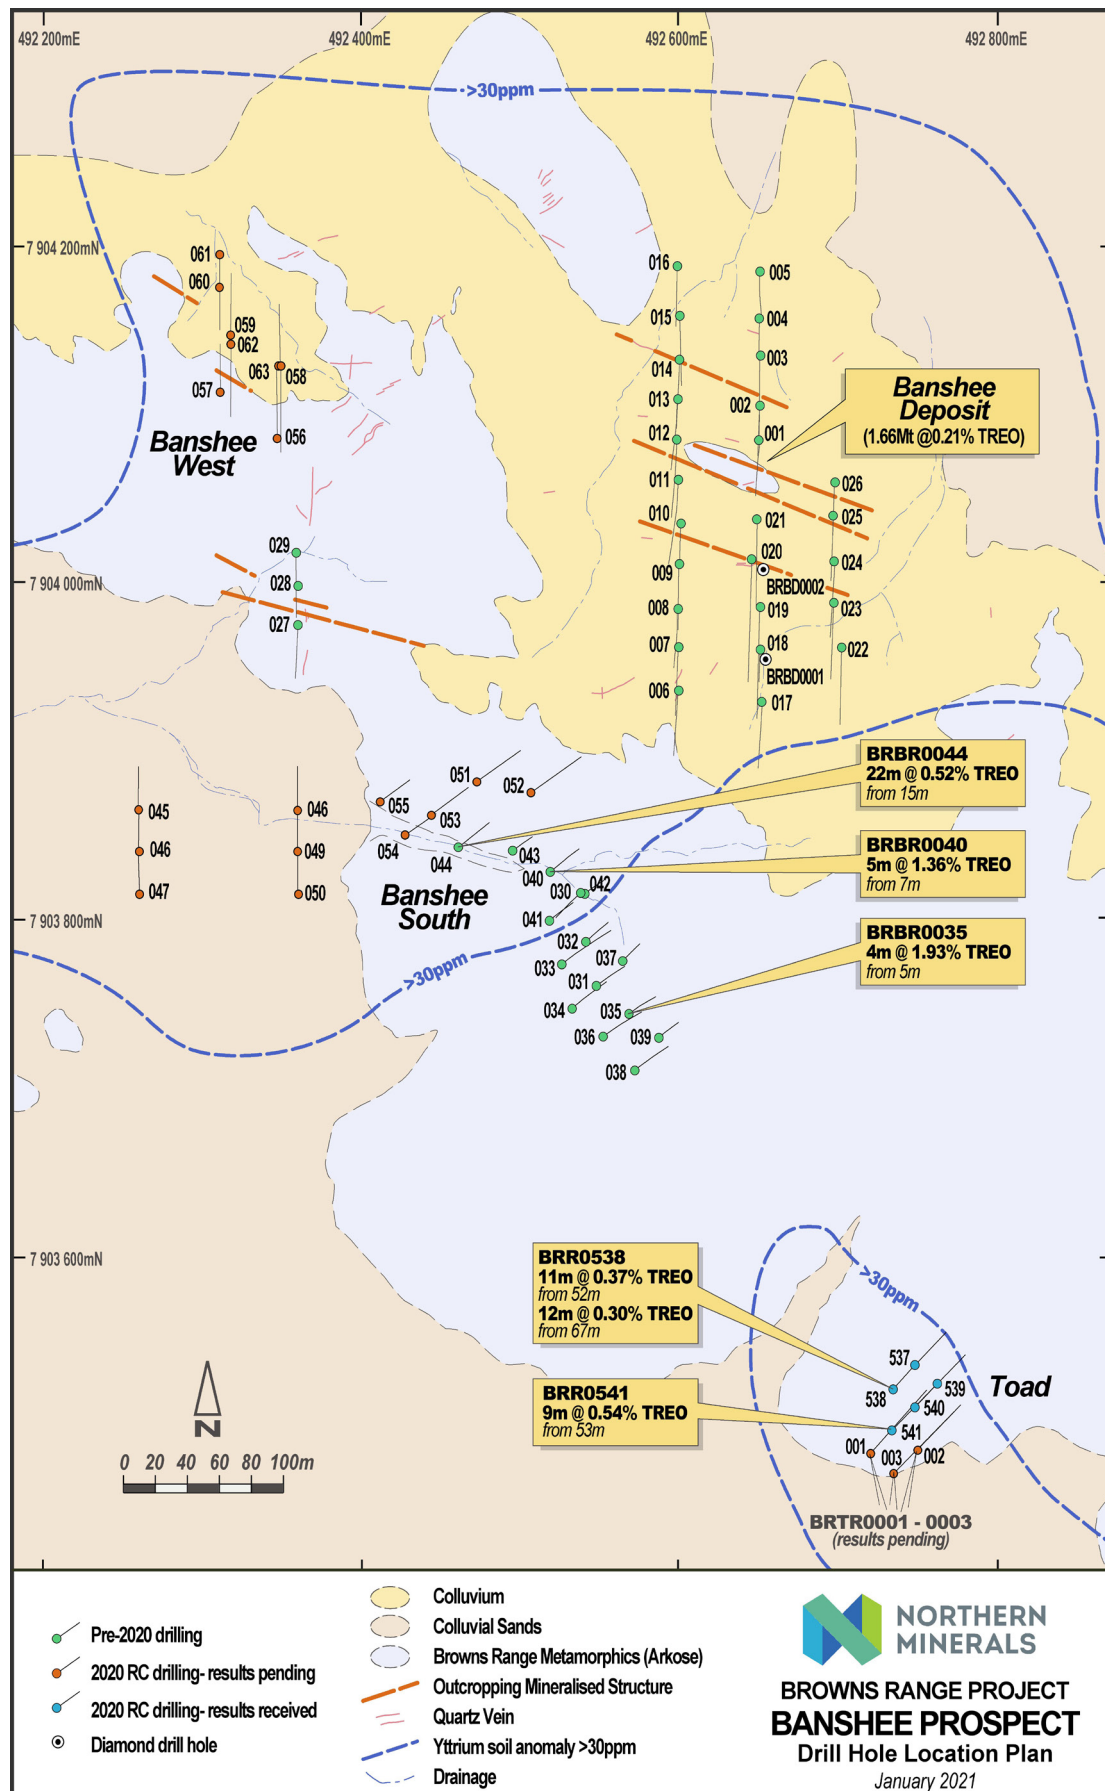 492 200mE
492 400mE
492 600mE
492 800mE
>30ppm
7 904 200mN
061
060
059
062
063
058
057
056
Banshee
West
016
005
015
004
014
003
013
002
012
001
011
026
010
021
025
020
009
024
BRBD0002
008
019
023
007
018
022
BRBD0001
006
017
Banshee
Deposit
(1.66Mt @0.21% TREO)
029
7 904 000mN
028
027
051
052
055
053
054
044
043
045
046
046
049
047
050
040
030
042
041
Banshee
South
7 903 800mN
032
033
037
031
034
035
036
039
038
>30ppm
BRBR0044
22m @ 0.52% TREO
from 15m
BRBR0040
5m @ 1.36% TREO
from 7m
BRBR0035
4m @ 1.93% TREO
from 5m
7 903 600mN
BRR0538
11m @ 0.37% TREO
from 52m
12m @ 0.30% TREO
from 67m
>30ppm
537
538
539
540
541
Toad
BRR0541
9m @ 0.54% TREO
from 53m
001
003
002
BRTR0001 - 0003
(results pending)
N
0 20 40 60 80 100m
Pre-2020 drilling
2020 RC drilling- results pending
2020 RC drilling- results received
Diamond drill hole
Colluvium
Colluvial Sands
Browns Range Metamorphics (Arkose)
Outcropping Mineralised Structure
Quartz Vein
Yttrium soil anomaly >30ppm
Drainage
NORTHERN
MINERALS
BROWNS RANGE PROJECT
BANSHEE PROSPECT
Drill Hole Location Plan
January 2021